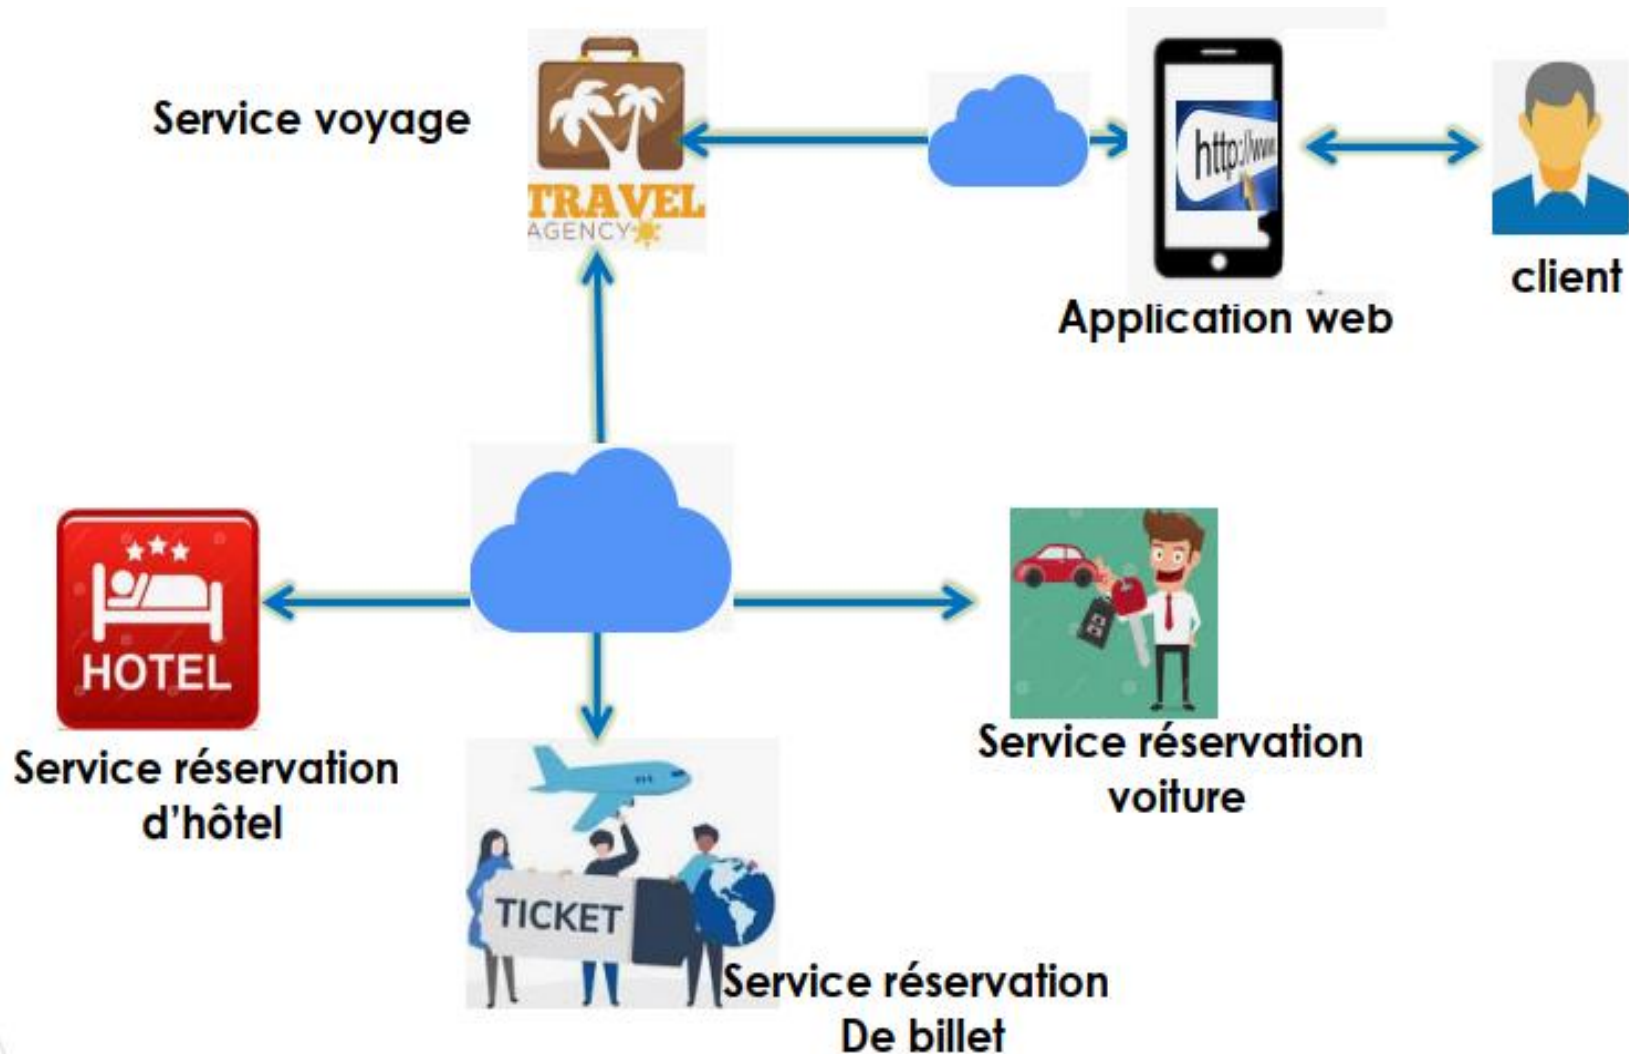 Service voyage
TRAVEL
AGENCY
http://www.
Application web
client
HOTEL
Service réservation
d'hôtel
Service réservation
voiture
TICKET
Service réservation
De billet